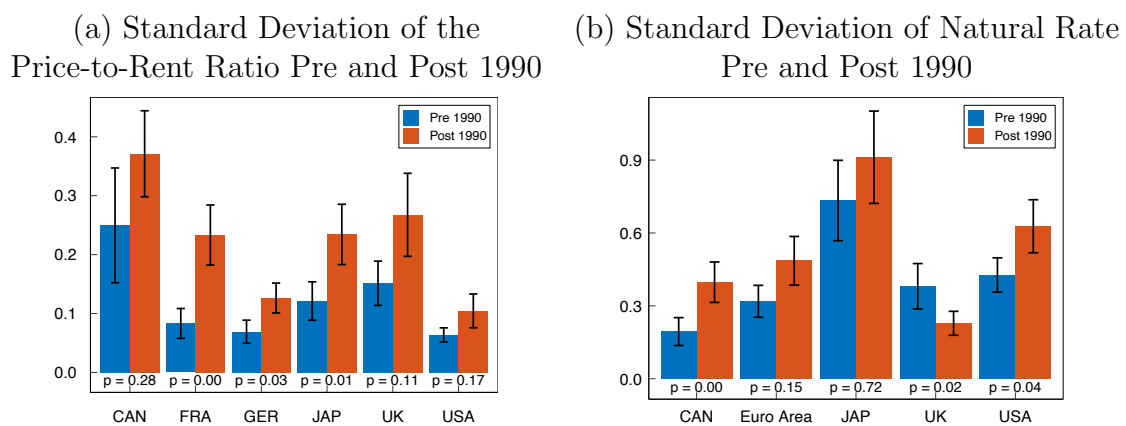 (a) Standard Deviation of the
Price-to-Rent Ratio Pre and Post 1990
Pre 1990
Post 1990
0.4
0.3
0.2
0.1
0.0
p = 0.28 p = 0.00 p = 0.03 p = 0.01 p = 0.11 p = 0.17
CAN FRA GER JAP UK USA
(b) Standard Deviation of Natural Rate
Pre and Post 1990
Pre 1990
Post 1990
0.9
0.6
0.3
0.0
p = 0.00 p = 0.15 p = 0.72 p = 0.02 p = 0.04
CAN Euro Area JAP UK USA